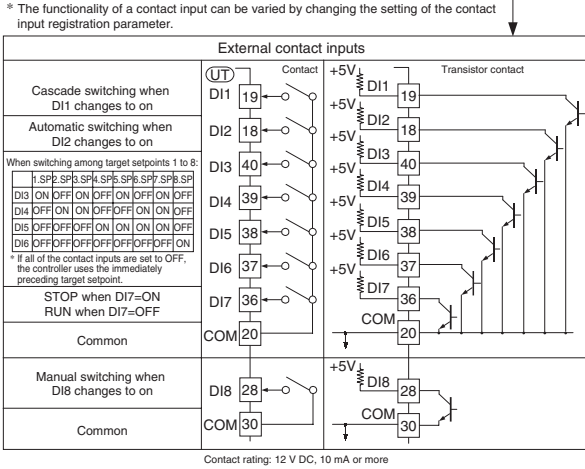 * The functionality of a contact input can be varied by changing the setting of the contact
input registration parameter.
External contact inputs
Cascade switching when
DI1 changes to on
Automatic switching when
DI2 changes to on
When switching among target setpoints 1 to 8:
1.SP 2.SP 3.SP 4.SP 5.SP 6.SP 7.SP 8.SP
DI3 ON OFF ON OFF ON OFF ON OFF
DI4 OFF ON ON OFF OFF ON ON OFF
DI5 OFF OFF OFF ON ON ON ON OFF
DI6 OFF OFF OFF OFF OFF OFF OFF ON
* If all of the contact inputs are set to OFF,
the controller uses the immediately
preceding target setpoint.
STOP when DI7=ON
RUN when DI7=OFF
Common
Manual switching when
DI8 changes to on
Common
UT Contact
DI1 19
DI2 18
DI3 40
DI4 39
DI5 38
DI6 37
DI7 36
COM 20
DI8 28
COM 30
Transistor contact
+5V DI1 19
+5V DI2 18
+5V DI3 40
+5V DI4 39
+5V DI5 38
+5V DI6 37
+5V DI7 36
COM 20
+5V DI8 28
COM 30
Contact rating: 12 V DC, 10 mA or more